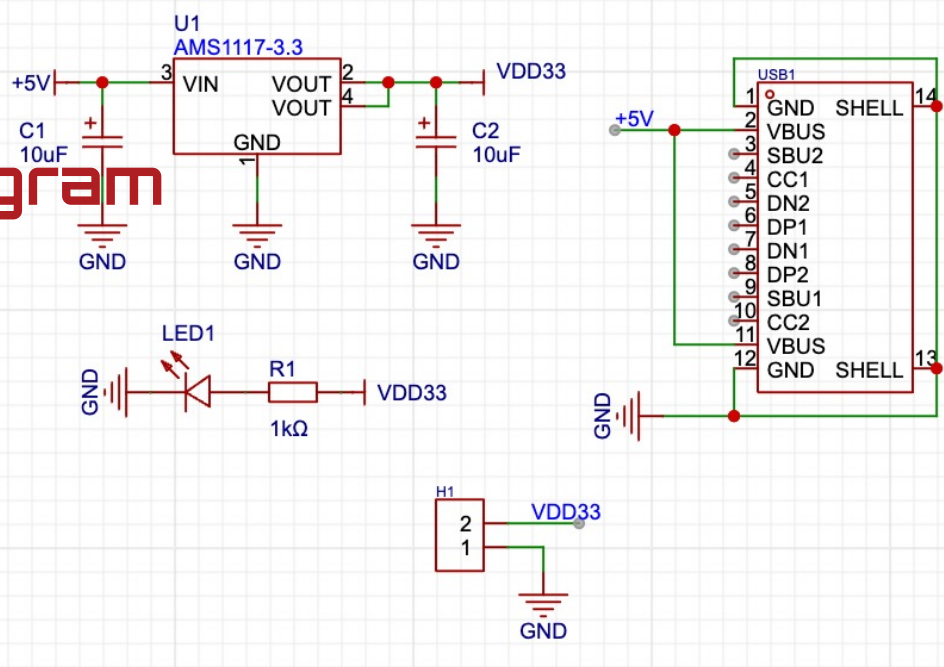 U1
AMS1117-3.3
+5V
3
VIN
VOUT
2
VOUT
4
GND
1
VDD33
C1
10uF
C2
10uF
gram
GND
GND
GND
USB1
+5V
1
GND
SHELL
14
2
VBUS
3
SBU2
4
CC1
5
DN2
6
DP1
7
DN1
8
DP2
9
SBU1
10
CC2
11
VBUS
12
GND
SHELL
13
GND
LED1
GND
R1
1kΩ
VDD33
H1
2
1
VDD33
GND